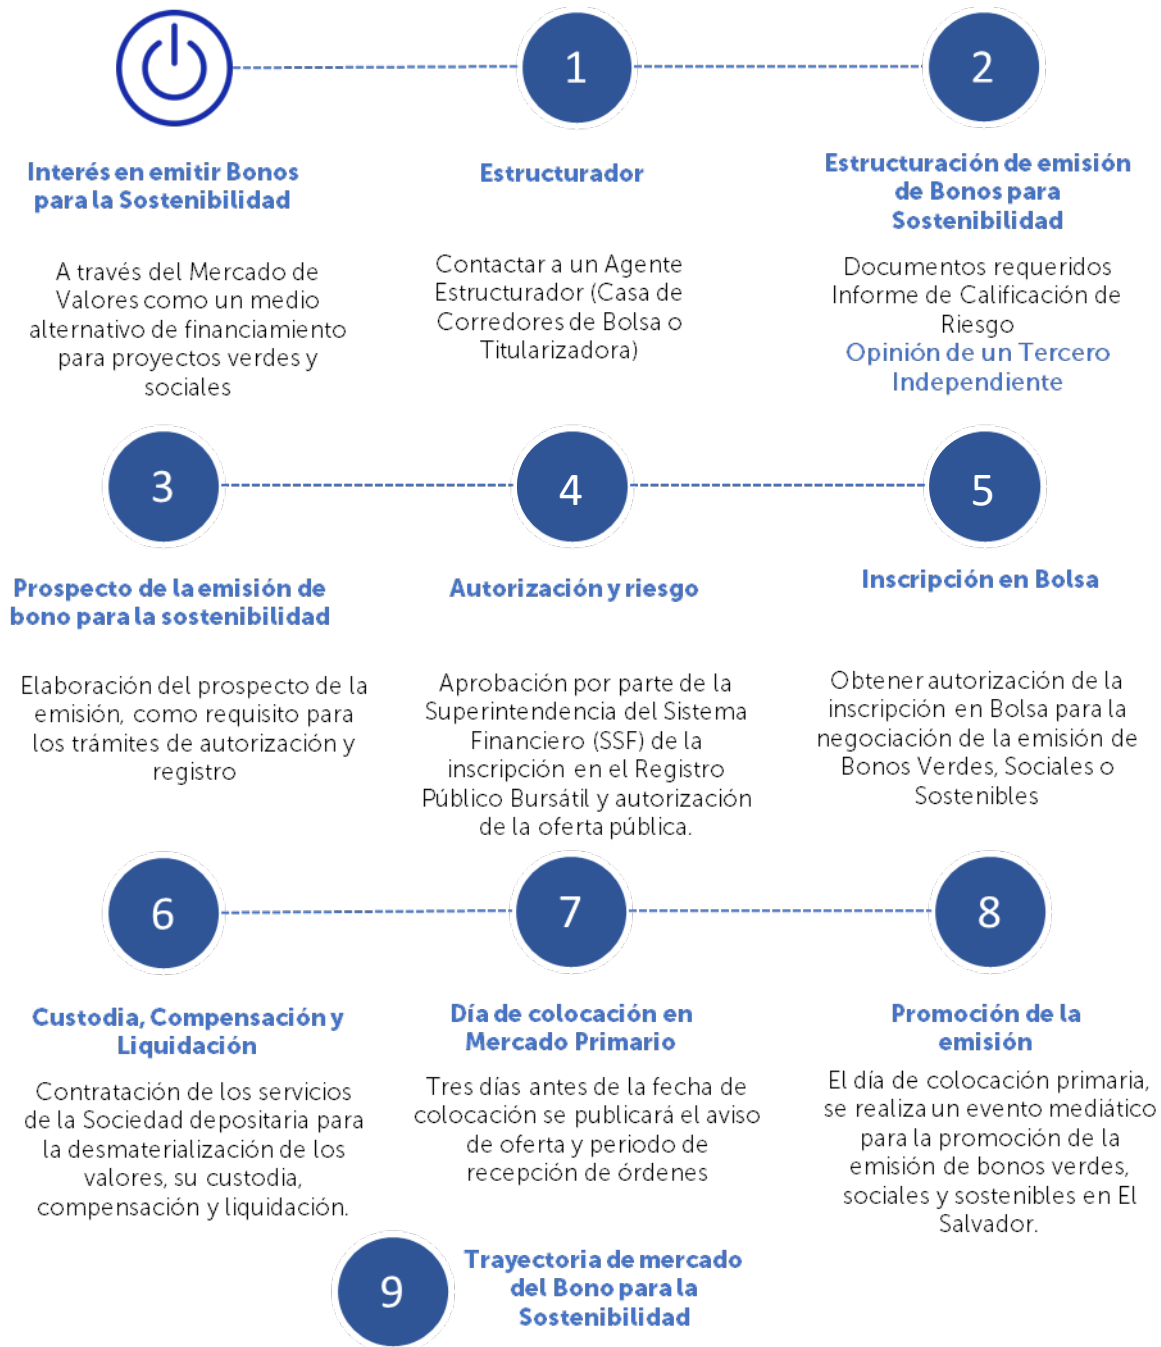 Interés en emitir Bonos
para la Sostenibilidad
A través del Mercado de
Valores como un medio
alternativo de financiamiento
para proyectos verdes y
sociales
1
Estructurador
Contactar a un Agente
Estructurador (Casa de
Corredores de Bolsa o
Titularizadora)
2
Estructuración de emisión
de Bonos para
Sostenibilidad
Documentos requeridos
Informe de Calificación de
Riesgo
Opinión de un Tercero
Independiente
3
Prospecto de la emisión de
bono para la sostenibilidad
Elaboración del prospecto de la
emisión, como requisito para
los trámites de autorización y
registro
4
Autorización y riesgo
Aprobación por parte de la
Superintendencia del Sistema
Financiero (SSF) de la
inscripción en el Registro
Público Bursátil y autorización
de la oferta pública.
5
Inscripción en Bolsa
Obtener autorización de la
inscripción en Bolsa para la
negociación de la emisión de
Bonos Verdes, Sociales o
Sostenibles
6
Custodia, Compensación y
Liquidación
Contratación de los servicios
de la Sociedad depositaria para
la desmaterialización de los
valores, su custodia,
compensación y liquidación.
7
Día de colocación en
Mercado Primario
Tres días antes de la fecha de
colocación se publicará el aviso
de oferta y periodo de
recepción de órdenes
8
Promoción de la
emisión
El día de colocación primaria,
se realiza un evento mediático
para la promoción de la
emisión de bonos verdes,
sociales y sostenibles en El
Salvador.
9
Trayectoria de mercado
del Bono para la
Sostenibilidad